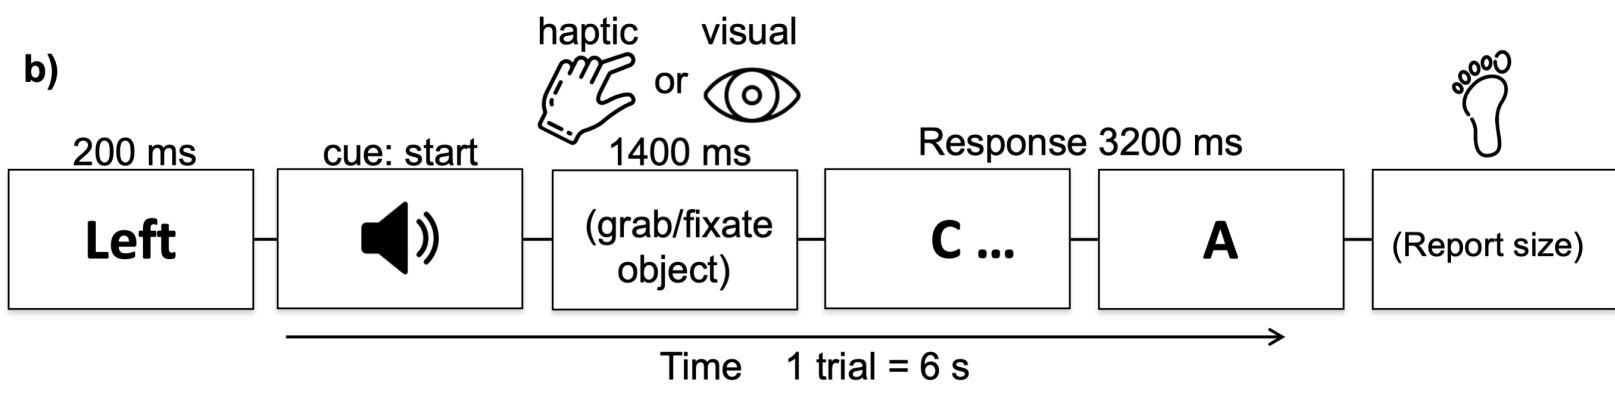 b)
haptic
or
visual
200 ms
cue: start
1400 ms
Response 3200 ms
Left
(grab/fixate
object)
C ...
A
(Report size)
Time 1 trial = 6 s